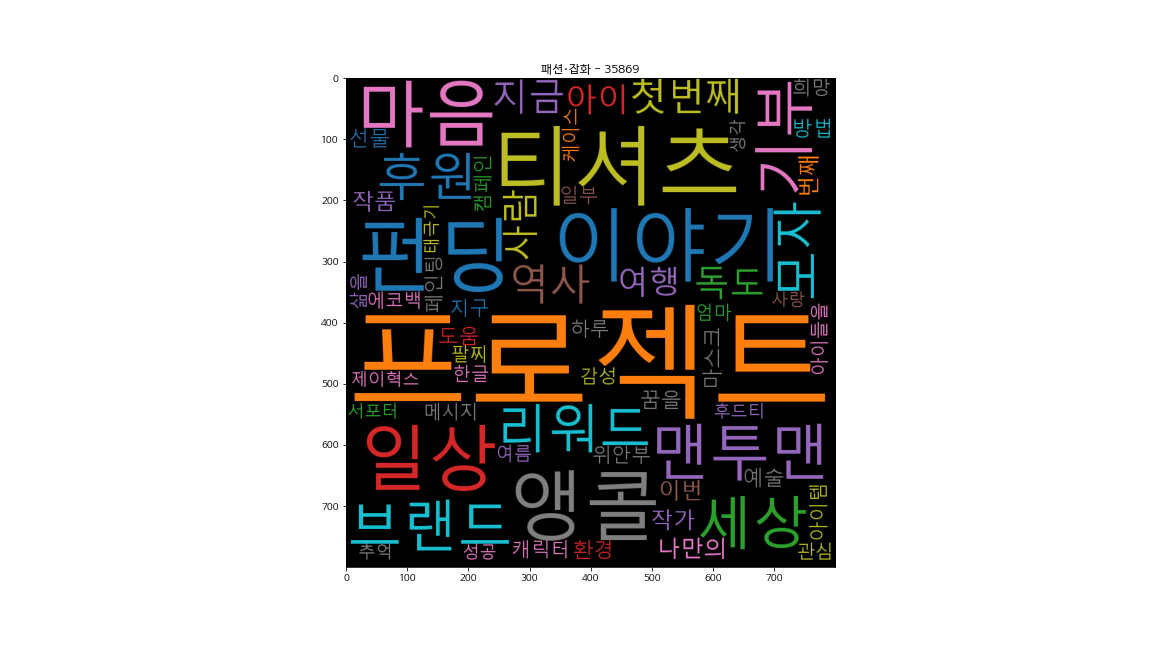 패션·잡화 - 35869
0
100
200
300
400
500
600
700
0 100 200 300 400 500 600 700
마음 지금 아이 첫번째 기부 희망
선물 케이스 티셔츠 생각 방법
후원 캠페인 일부 번째
작품 사람 모자
펀딩 태극기 이야기
페인팅 역사 여행 독도
삶을 에코백 지구 엄마 사랑
프로젝트 도움 하루 마스크 아이들을
팔찌 제이혁스 한글 감성
서포터 메시지 꿈을 후드티
일상 리워드 맨투맨
여름 위안부 예술
앵콜 이번 세상 아이템
브랜드 작가
추억 성공 캐릭터 환경 나만의 관심